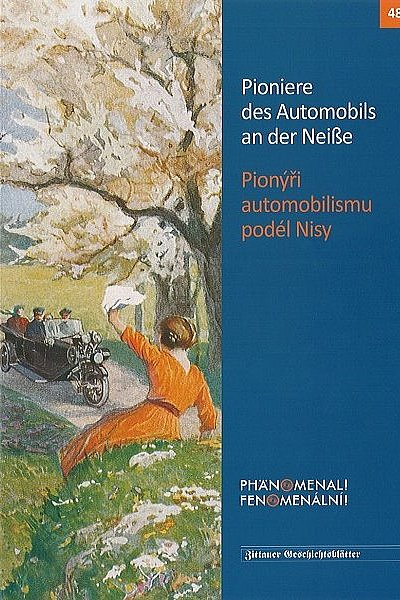 48
Pioniere
des Automobils
an der Neiße
Pionýři
automobilismu
podél Nisy
PHÄNOMENAL!
FENOMENÁLNÍ!
Zittauer Geschichtsblätter